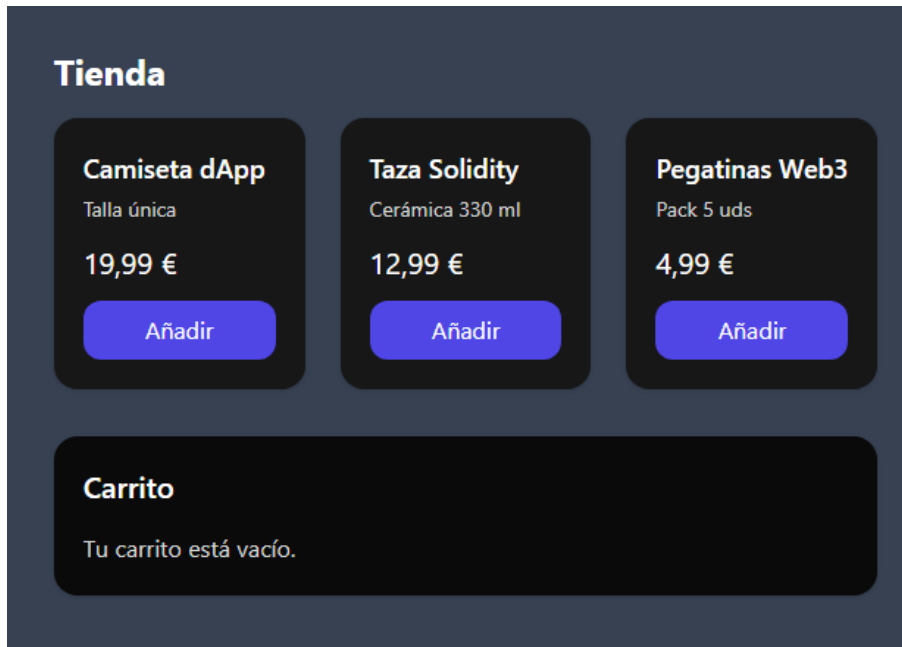 Tienda
Camiseta dApp
Talla única
19,99 €
Añadir
Taza Solidity
Cerámica 330 ml
12,99 €
Añadir
Pegatinas Web3
Pack 5 uds
4,99 €
Añadir
Carrito
Tu carrito está vacío.